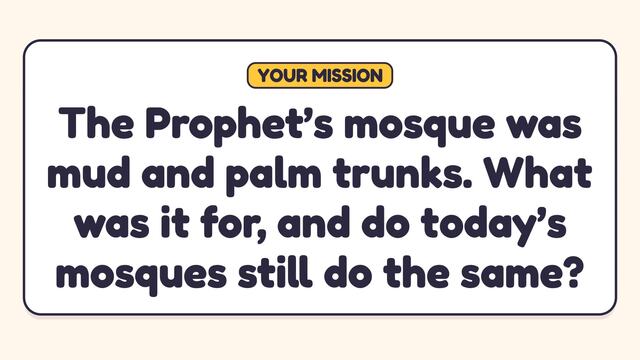 YOUR MISSION
The Prophet’s mosque was
mud and palm trunks. What
was it for, and do today’s
mosques still do the same?